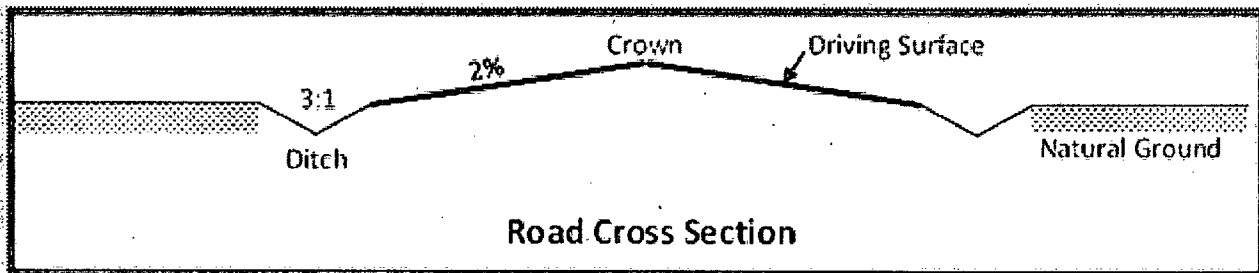 Crown
Driving Surface
2%
3:1
Ditch
Natural Ground
Road Cross Section